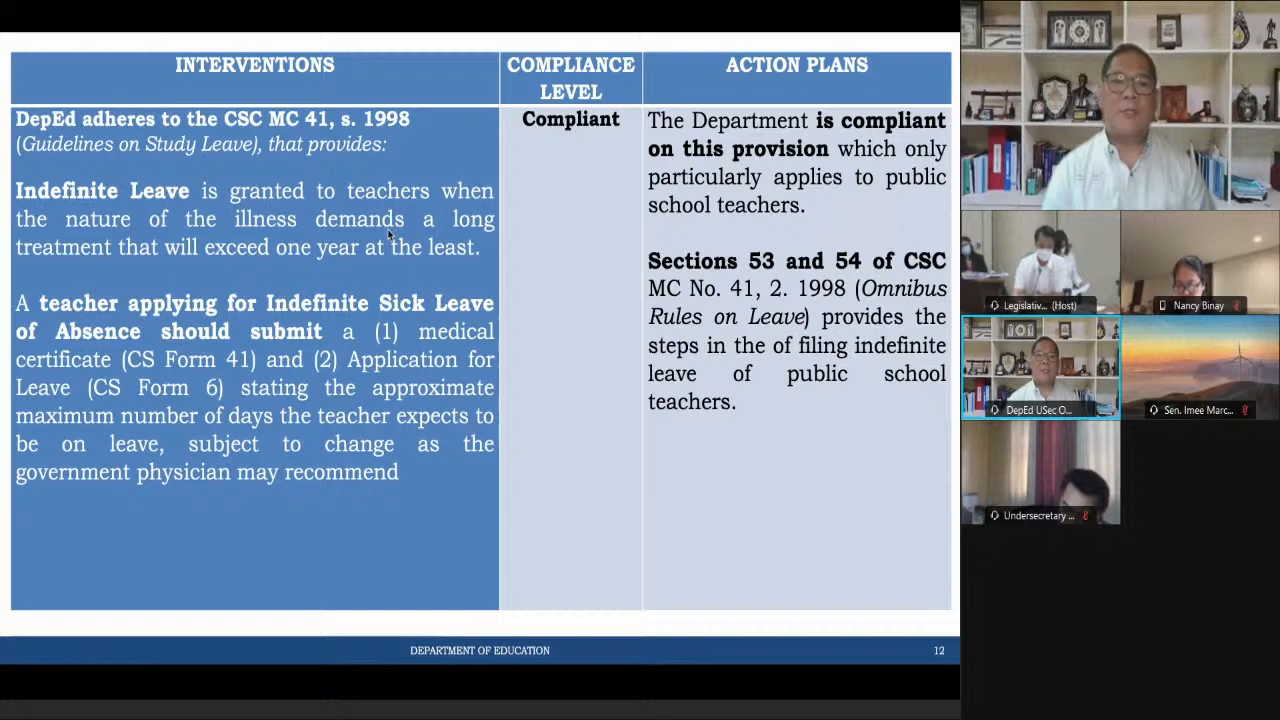 INTERVENTIONS
COMPLIANCE
LEVEL
ACTION PLANS
DepEd adheres to the CSC MC 41, s. 1998
(Guidelines on Study Leave), that provides:
Indefinite Leave is granted to teachers when
the nature of the illness demands a long
treatment that will exceed one year at the least.
A teacher applying for Indefinite Sick Leave
of Absence should submit a (1) medical
certificate (CS Form 41) and (2) Application for
Leave (CS Form 6) stating the approximate
maximum number of days the teacher expects to
be on leave, subject to change as the
government physician may recommend
Compliant
The Department is compliant
on this provision which only
particularly applies to public
school teachers.
Sections 53 and 54 of CSC
MC No. 41, 2. 1998 (Omnibus
Rules on Leave) provides the
steps in the of filing indefinite
leave of public school
teachers.
DEPARTMENT OF EDUCATION
12
Legislativ... (Host)
Nancy Binay
DepEd USec O...
Sen. Imee Marc...
Undersecretary ...